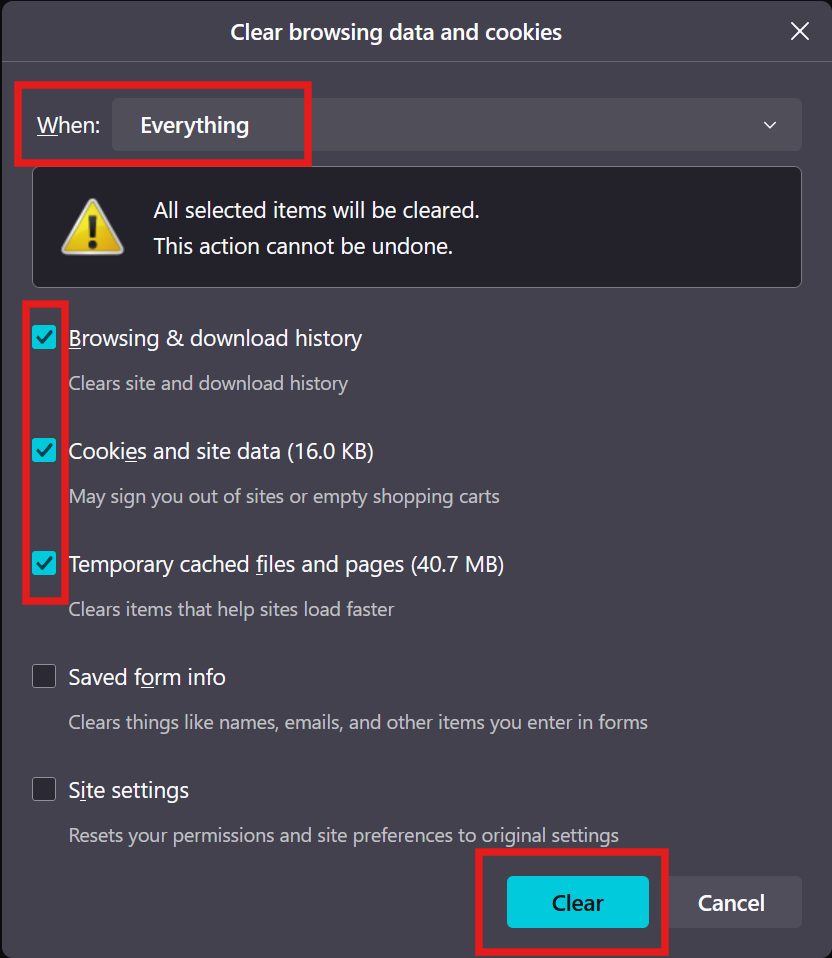 Clear browsing data and cookies
When: Everything
All selected items will be cleared.
This action cannot be undone.
Browsing & download history
Clears site and download history
Cookies and site data (16.0 KB)
May sign you out of sites or empty shopping carts
Temporary cached files and pages (40.7 MB)
Clears items that help sites load faster
Saved form info
Clears things like names, emails, and other items you enter in forms
Site settings
Resets your permissions and site preferences to original settings
Clear Cancel